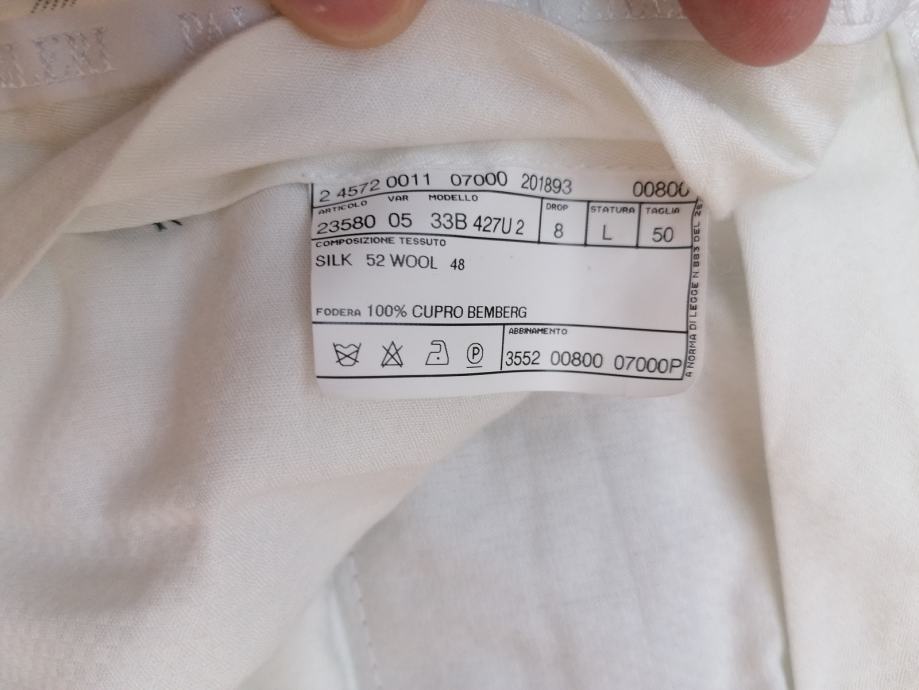 2 4572 0011 07000 201893 00800
ARTICOLO VAR MODELLO DROP STATURA TAGLIA
23580 05 33B 427U 2 8 L 50
COMPOSIZIONE TESSUTO
SILK 52 WOOL 48
FODERA 100% CUPRO BEMBERG
ABBINAMENTO
P 3552 00800 07000P
A NORMA DI LEGGE N 883 DEL